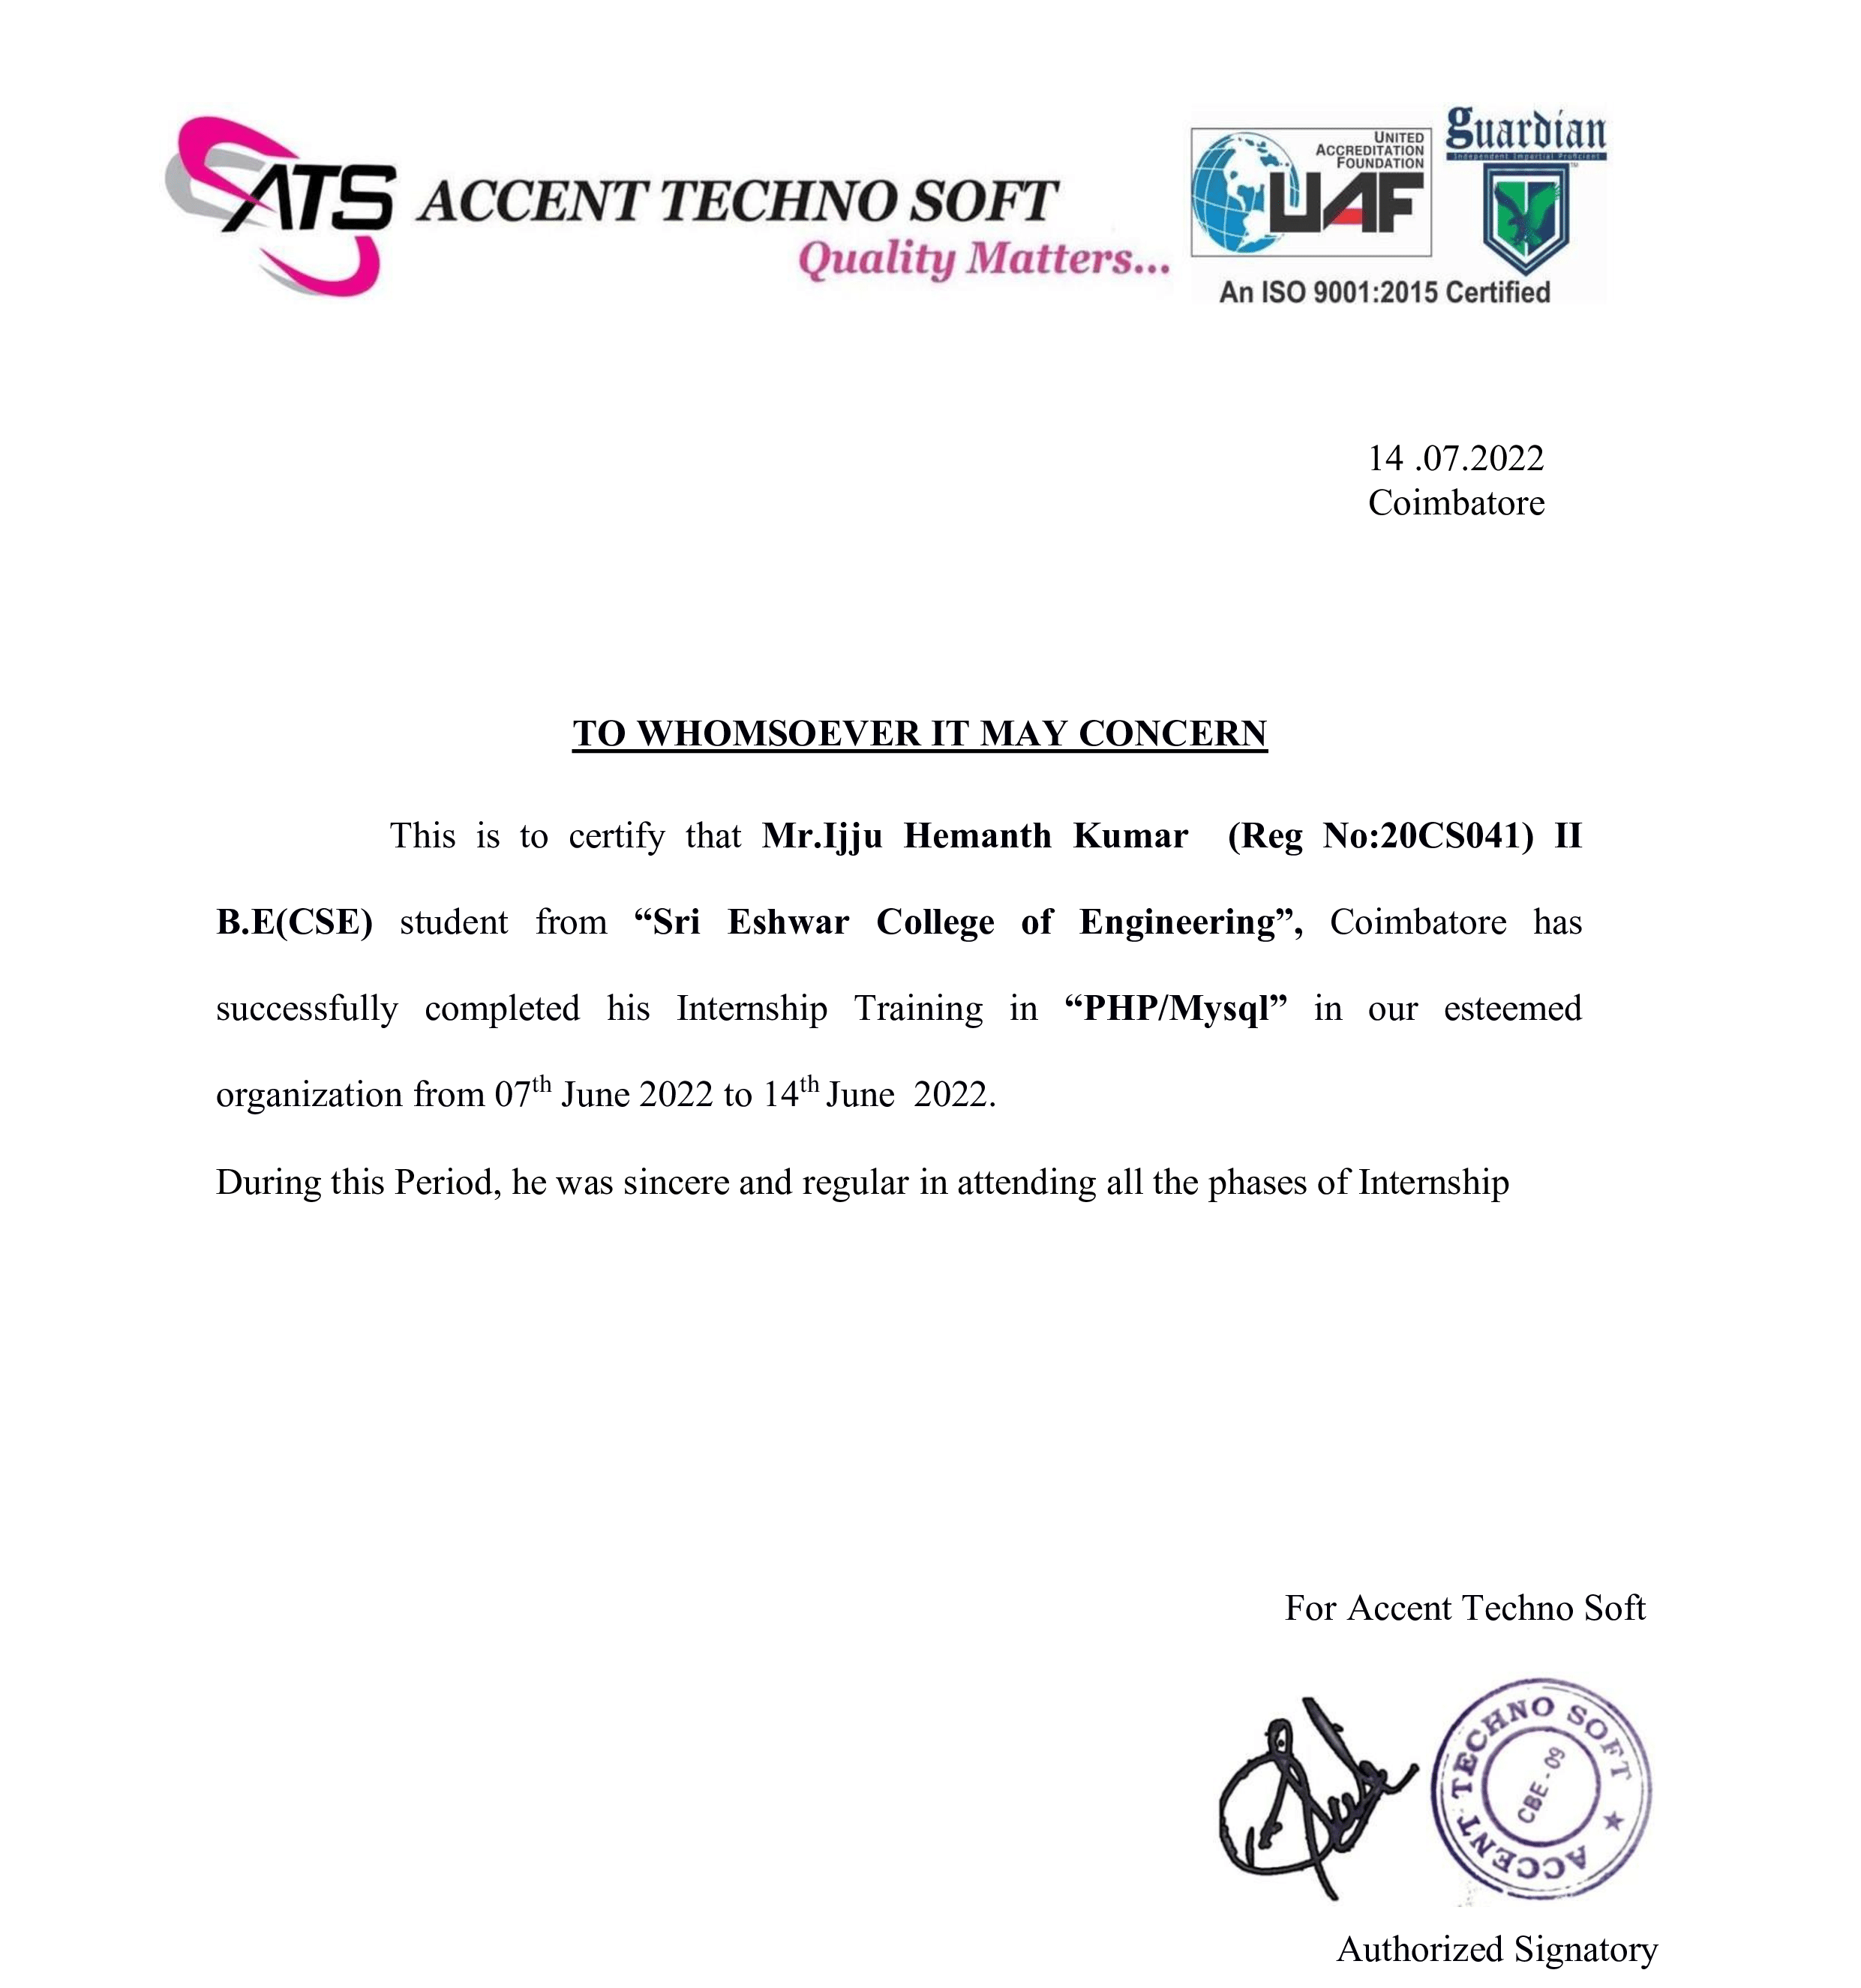 ATS ACCENT TECHNO SOFT
Quality Matters...
UNITED
ACCREDITATION
FOUNDATION
UAF
guardian
Independent Impartial Proficient
TM
An ISO 9001:2015 Certified
14 .07.2022
Coimbatore
TO WHOMSOEVER IT MAY CONCERN
This is to certify that Mr.Ijju Hemanth Kumar (Reg No:20CS041) II
B.E(CSE) student from “Sri Eshwar College of Engineering”, Coimbatore has
successfully completed his Internship Training in “PHP/Mysql” in our esteemed
organization from 07th June 2022 to 14th June 2022.
During this Period, he was sincere and regular in attending all the phases of Internship
For Accent Techno Soft
ACCENT TECHNO SOFT ★
CBE - 09
Authorized Signatory